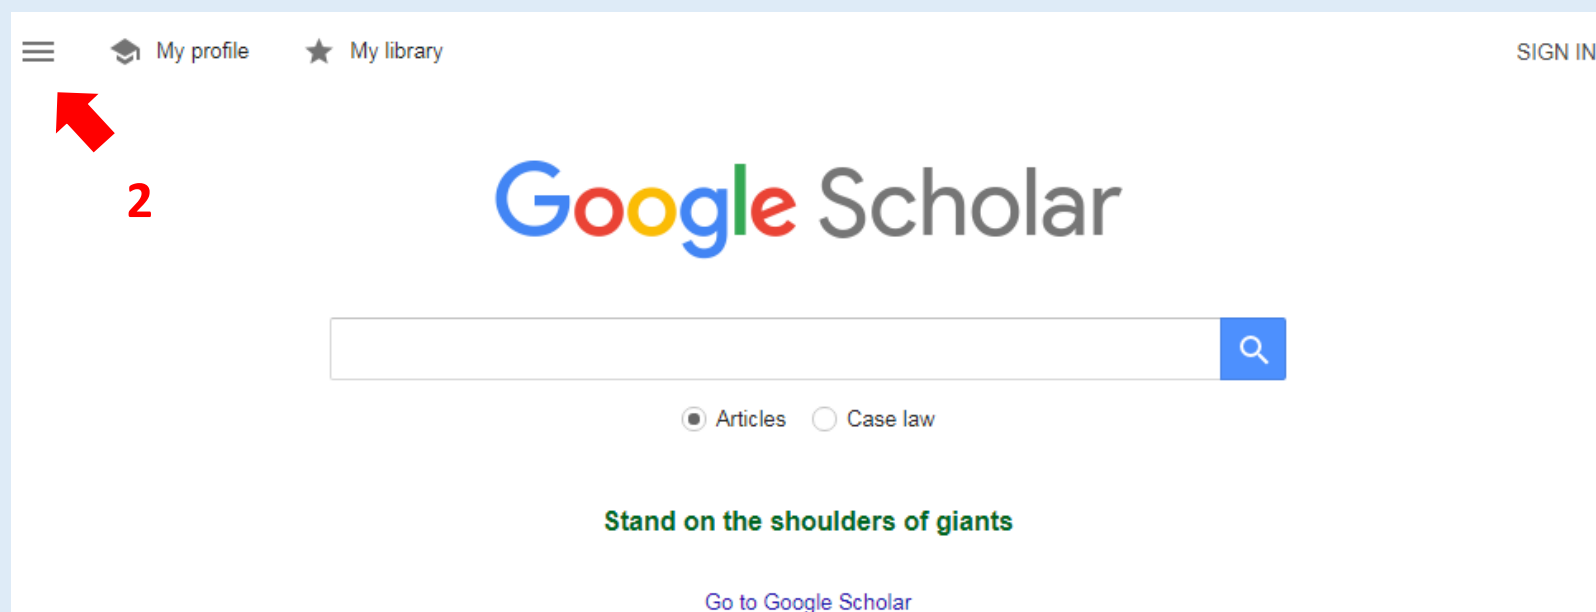 My profile My library SIGN IN
2
Google Scholar
Articles Case law
Stand on the shoulders of giants
Go to Google Scholar